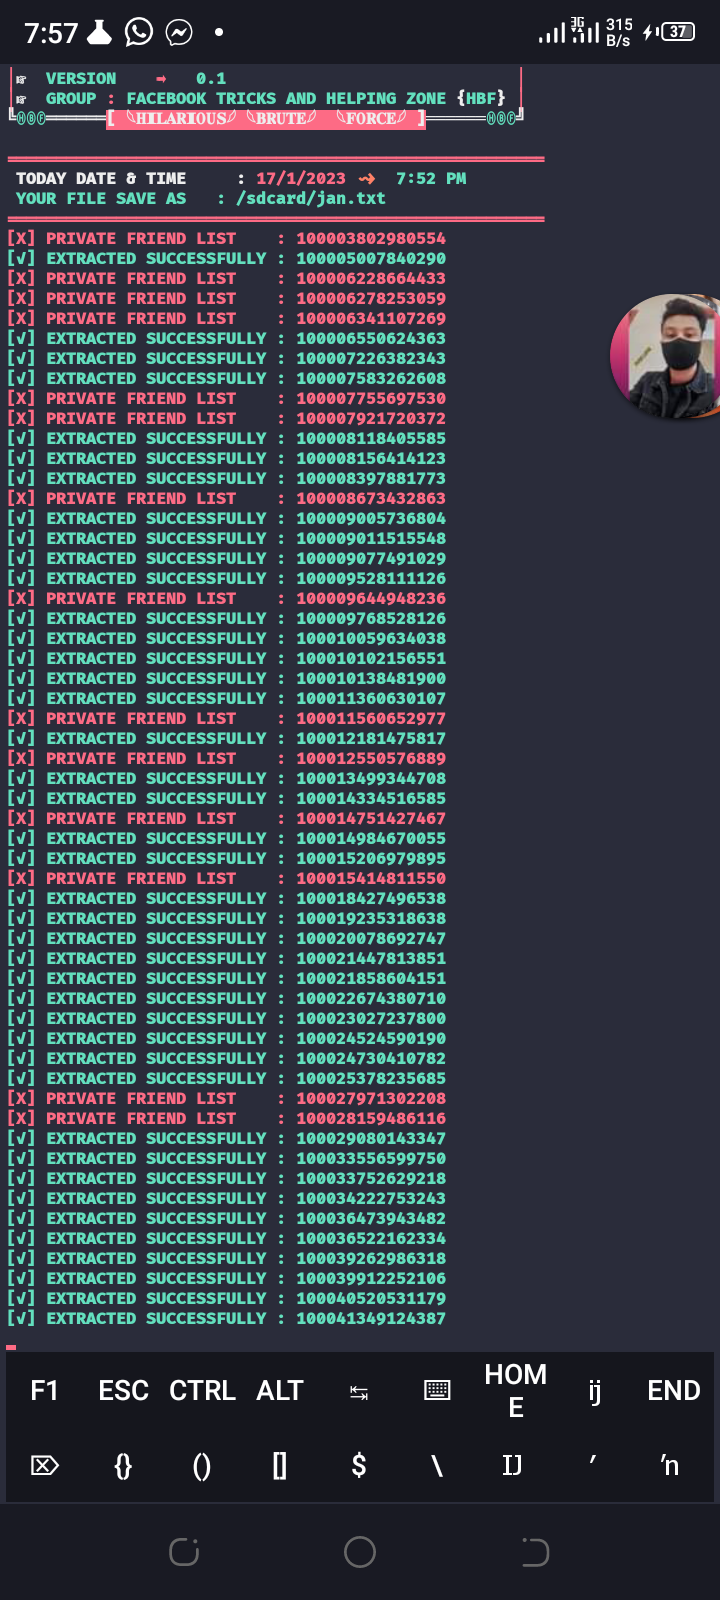 7:57 3G 315 B/s 37
☞ VERSION ➡ 0.1
☞ GROUP : FACEBOOK TRICKS AND HELPING ZONE {HBF}
ⒽⒷⒻ [ HILARIOUS BRUTE FORCE ] ⒽⒷⒻ
TODAY DATE & TIME : 17/1/2023 ⇝ 7:52 PM
YOUR FILE SAVE AS : /sdcard/jan.txt
[X] PRIVATE FRIEND LIST : 100003802980554
[√] EXTRACTED SUCCESSFULLY : 100005007840290
[X] PRIVATE FRIEND LIST : 100006228664433
[X] PRIVATE FRIEND LIST : 100006278253059
[X] PRIVATE FRIEND LIST : 100006341107269
[√] EXTRACTED SUCCESSFULLY : 100006550624363
[√] EXTRACTED SUCCESSFULLY : 100007226382343
[√] EXTRACTED SUCCESSFULLY : 100007583262608
[X] PRIVATE FRIEND LIST : 100007755697530
[X] PRIVATE FRIEND LIST : 100007921720372
[√] EXTRACTED SUCCESSFULLY : 100008118405585
[√] EXTRACTED SUCCESSFULLY : 100008156414123
[√] EXTRACTED SUCCESSFULLY : 100008397881773
[X] PRIVATE FRIEND LIST : 100008673432863
[√] EXTRACTED SUCCESSFULLY : 100009005736804
[√] EXTRACTED SUCCESSFULLY : 100009011515548
[√] EXTRACTED SUCCESSFULLY : 100009077491029
[√] EXTRACTED SUCCESSFULLY : 100009528111126
[X] PRIVATE FRIEND LIST : 100009644948236
[√] EXTRACTED SUCCESSFULLY : 100009768528126
[√] EXTRACTED SUCCESSFULLY : 100010059634038
[√] EXTRACTED SUCCESSFULLY : 100010102156551
[√] EXTRACTED SUCCESSFULLY : 100010138481900
[√] EXTRACTED SUCCESSFULLY : 100011360630107
[X] PRIVATE FRIEND LIST : 100011560652977
[√] EXTRACTED SUCCESSFULLY : 100012181475817
[X] PRIVATE FRIEND LIST : 100012550576889
[√] EXTRACTED SUCCESSFULLY : 100013499344708
[√] EXTRACTED SUCCESSFULLY : 100014334516585
[X] PRIVATE FRIEND LIST : 100014751427467
[√] EXTRACTED SUCCESSFULLY : 100014984670055
[√] EXTRACTED SUCCESSFULLY : 100015206979895
[X] PRIVATE FRIEND LIST : 100015414811550
[√] EXTRACTED SUCCESSFULLY : 100018427496538
[√] EXTRACTED SUCCESSFULLY : 100019235318638
[√] EXTRACTED SUCCESSFULLY : 100020078692747
[√] EXTRACTED SUCCESSFULLY : 100021447813851
[√] EXTRACTED SUCCESSFULLY : 100021858604151
[√] EXTRACTED SUCCESSFULLY : 100022674380710
[√] EXTRACTED SUCCESSFULLY : 100023027237800
[√] EXTRACTED SUCCESSFULLY : 100024524590190
[√] EXTRACTED SUCCESSFULLY : 100024730410782
[√] EXTRACTED SUCCESSFULLY : 100025378235685
[X] PRIVATE FRIEND LIST : 100027971302208
[X] PRIVATE FRIEND LIST : 100028159486116
[√] EXTRACTED SUCCESSFULLY : 100029080143347
[√] EXTRACTED SUCCESSFULLY : 100033556599750
[√] EXTRACTED SUCCESSFULLY : 100033752629218
[√] EXTRACTED SUCCESSFULLY : 100034222753243
[√] EXTRACTED SUCCESSFULLY : 100036473943482
[√] EXTRACTED SUCCESSFULLY : 100036522162334
[√] EXTRACTED SUCCESSFULLY : 100039262986318
[√] EXTRACTED SUCCESSFULLY : 100039912252106
[√] EXTRACTED SUCCESSFULLY : 100040520531179
[√] EXTRACTED SUCCESSFULLY : 100041349124387
F1 ESC CTRL ALT ↹ ⌨ HOME ĳ END
⌦ {} () [] $ \ Ĳ ′ ŉ